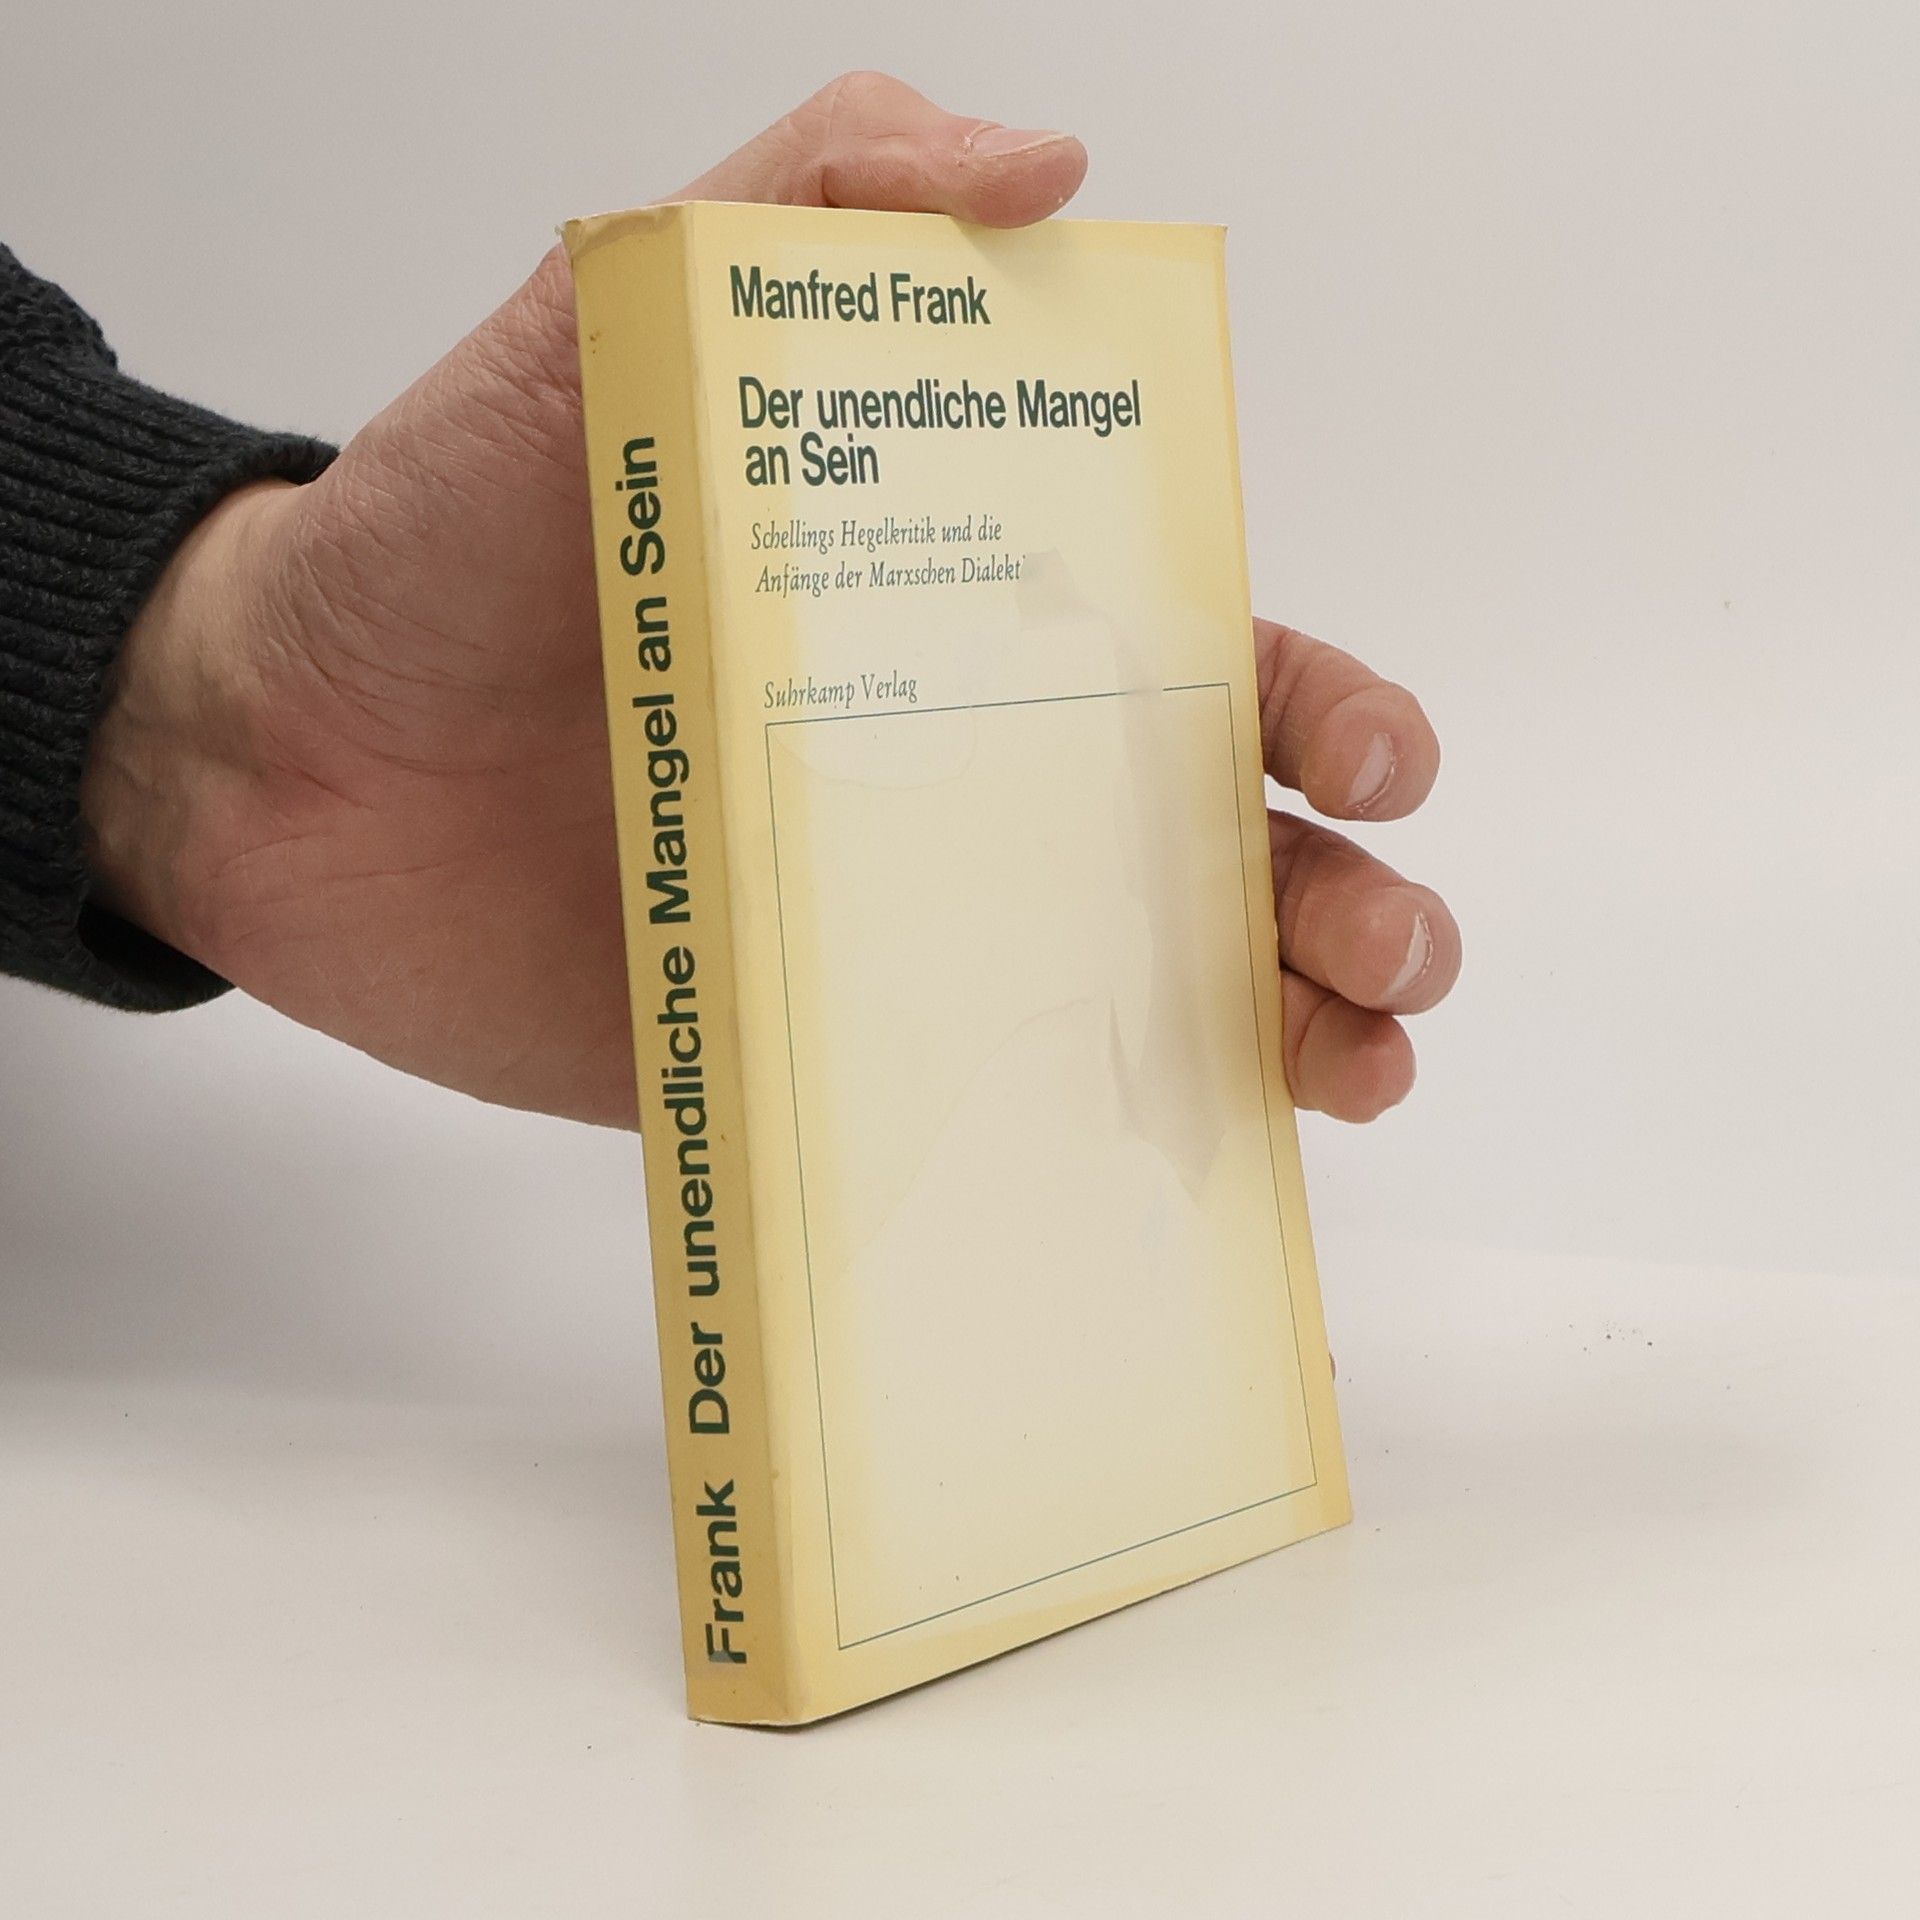 Manfred Frank
Der unendliche Mangel
an Sein
Schellings Hegelkritik und die
Anfänge der Marxschen Dialekt
Suhrkamp Verlag
Frank Der unendliche Mangel an Sein